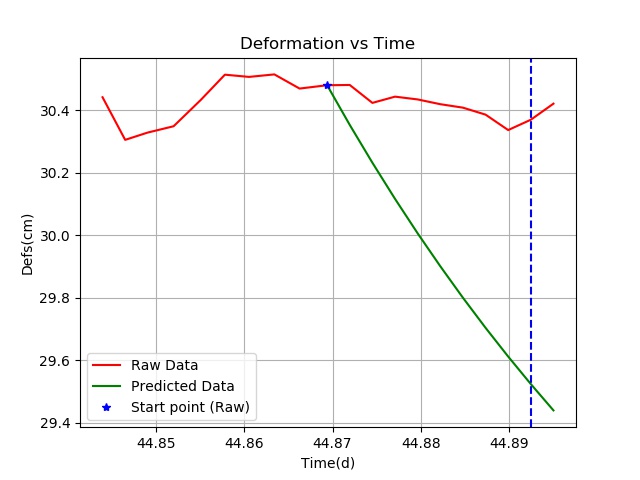 Deformation vs Time
Defs(cm)
30.4
30.2
30.0
29.8
29.6
29.4
Raw Data
Predicted Data
Start point (Raw)
44.85 44.86 44.87 44.88 44.89
Time(d)